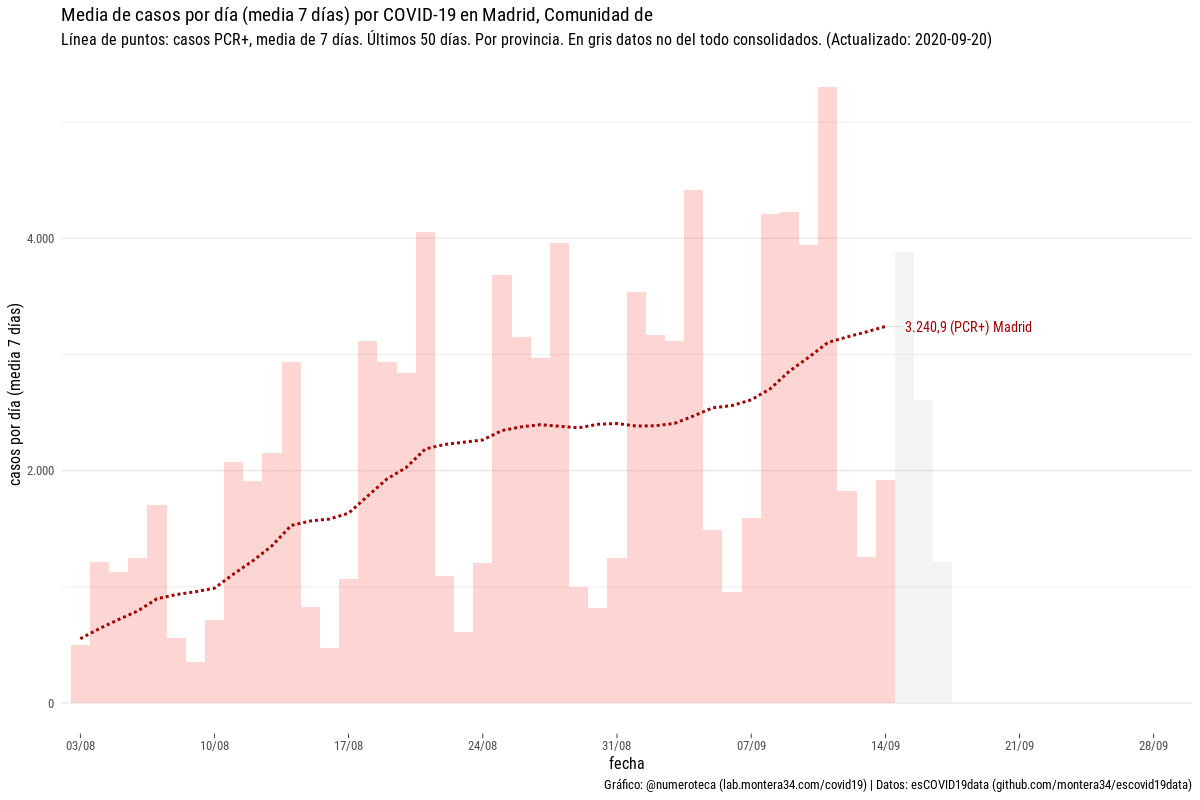 Media de casos por día (media 7 días) por COVID-19 en Madrid, Comunidad de
Línea de puntos: casos PCR+, media de 7 días. Últimos 50 días. Por provincia. En gris datos no del todo consolidados. (Actualizado: 2020-09-20)
casos por día (media 7 días)
4.000
2.000
0
3.240,9 (PCR+) Madrid
03/08
10/08
17/08
24/08
31/08
07/09
14/09
21/09
28/09
fecha
Gráfico: @numeroteca (lab.montera34.com/covid19) | Datos: esCOVID19data (github.com/montera34/escovid19data)